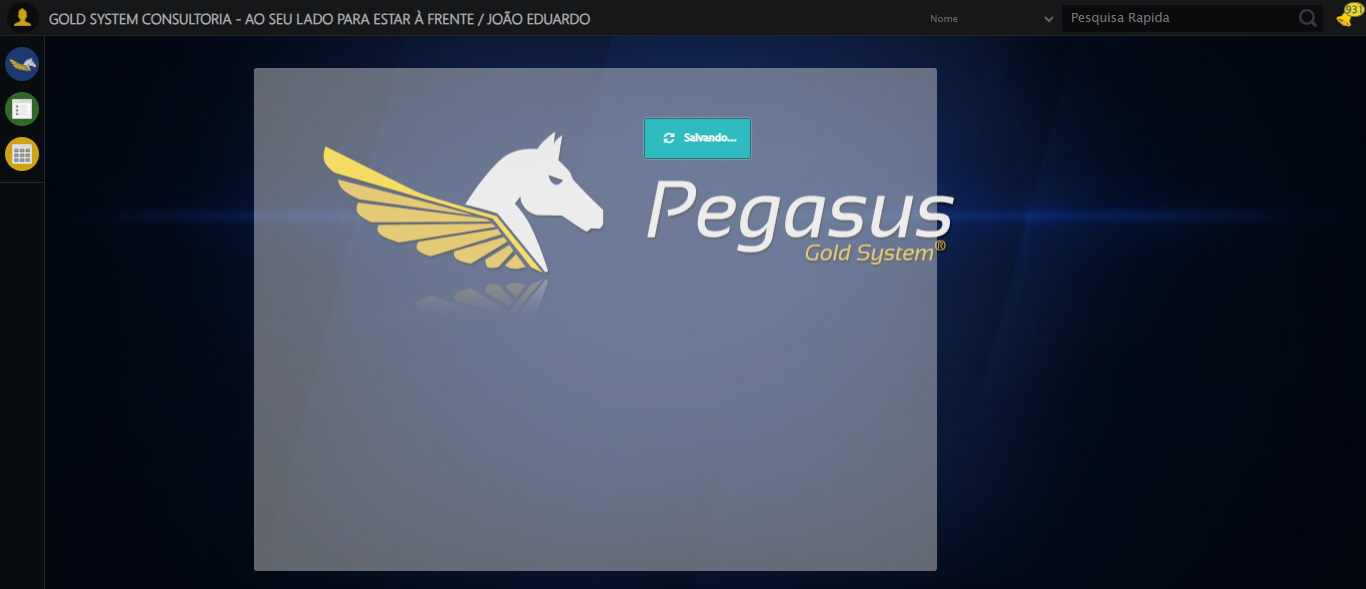 GOLD SYSTEM CONSULTORIA - AO SEU LADO PARA ESTAR À FRENTE / JOÃO EDUARDO
Nome
Pesquisa Rapida
931
Salvando...
Pegasus
Gold System®